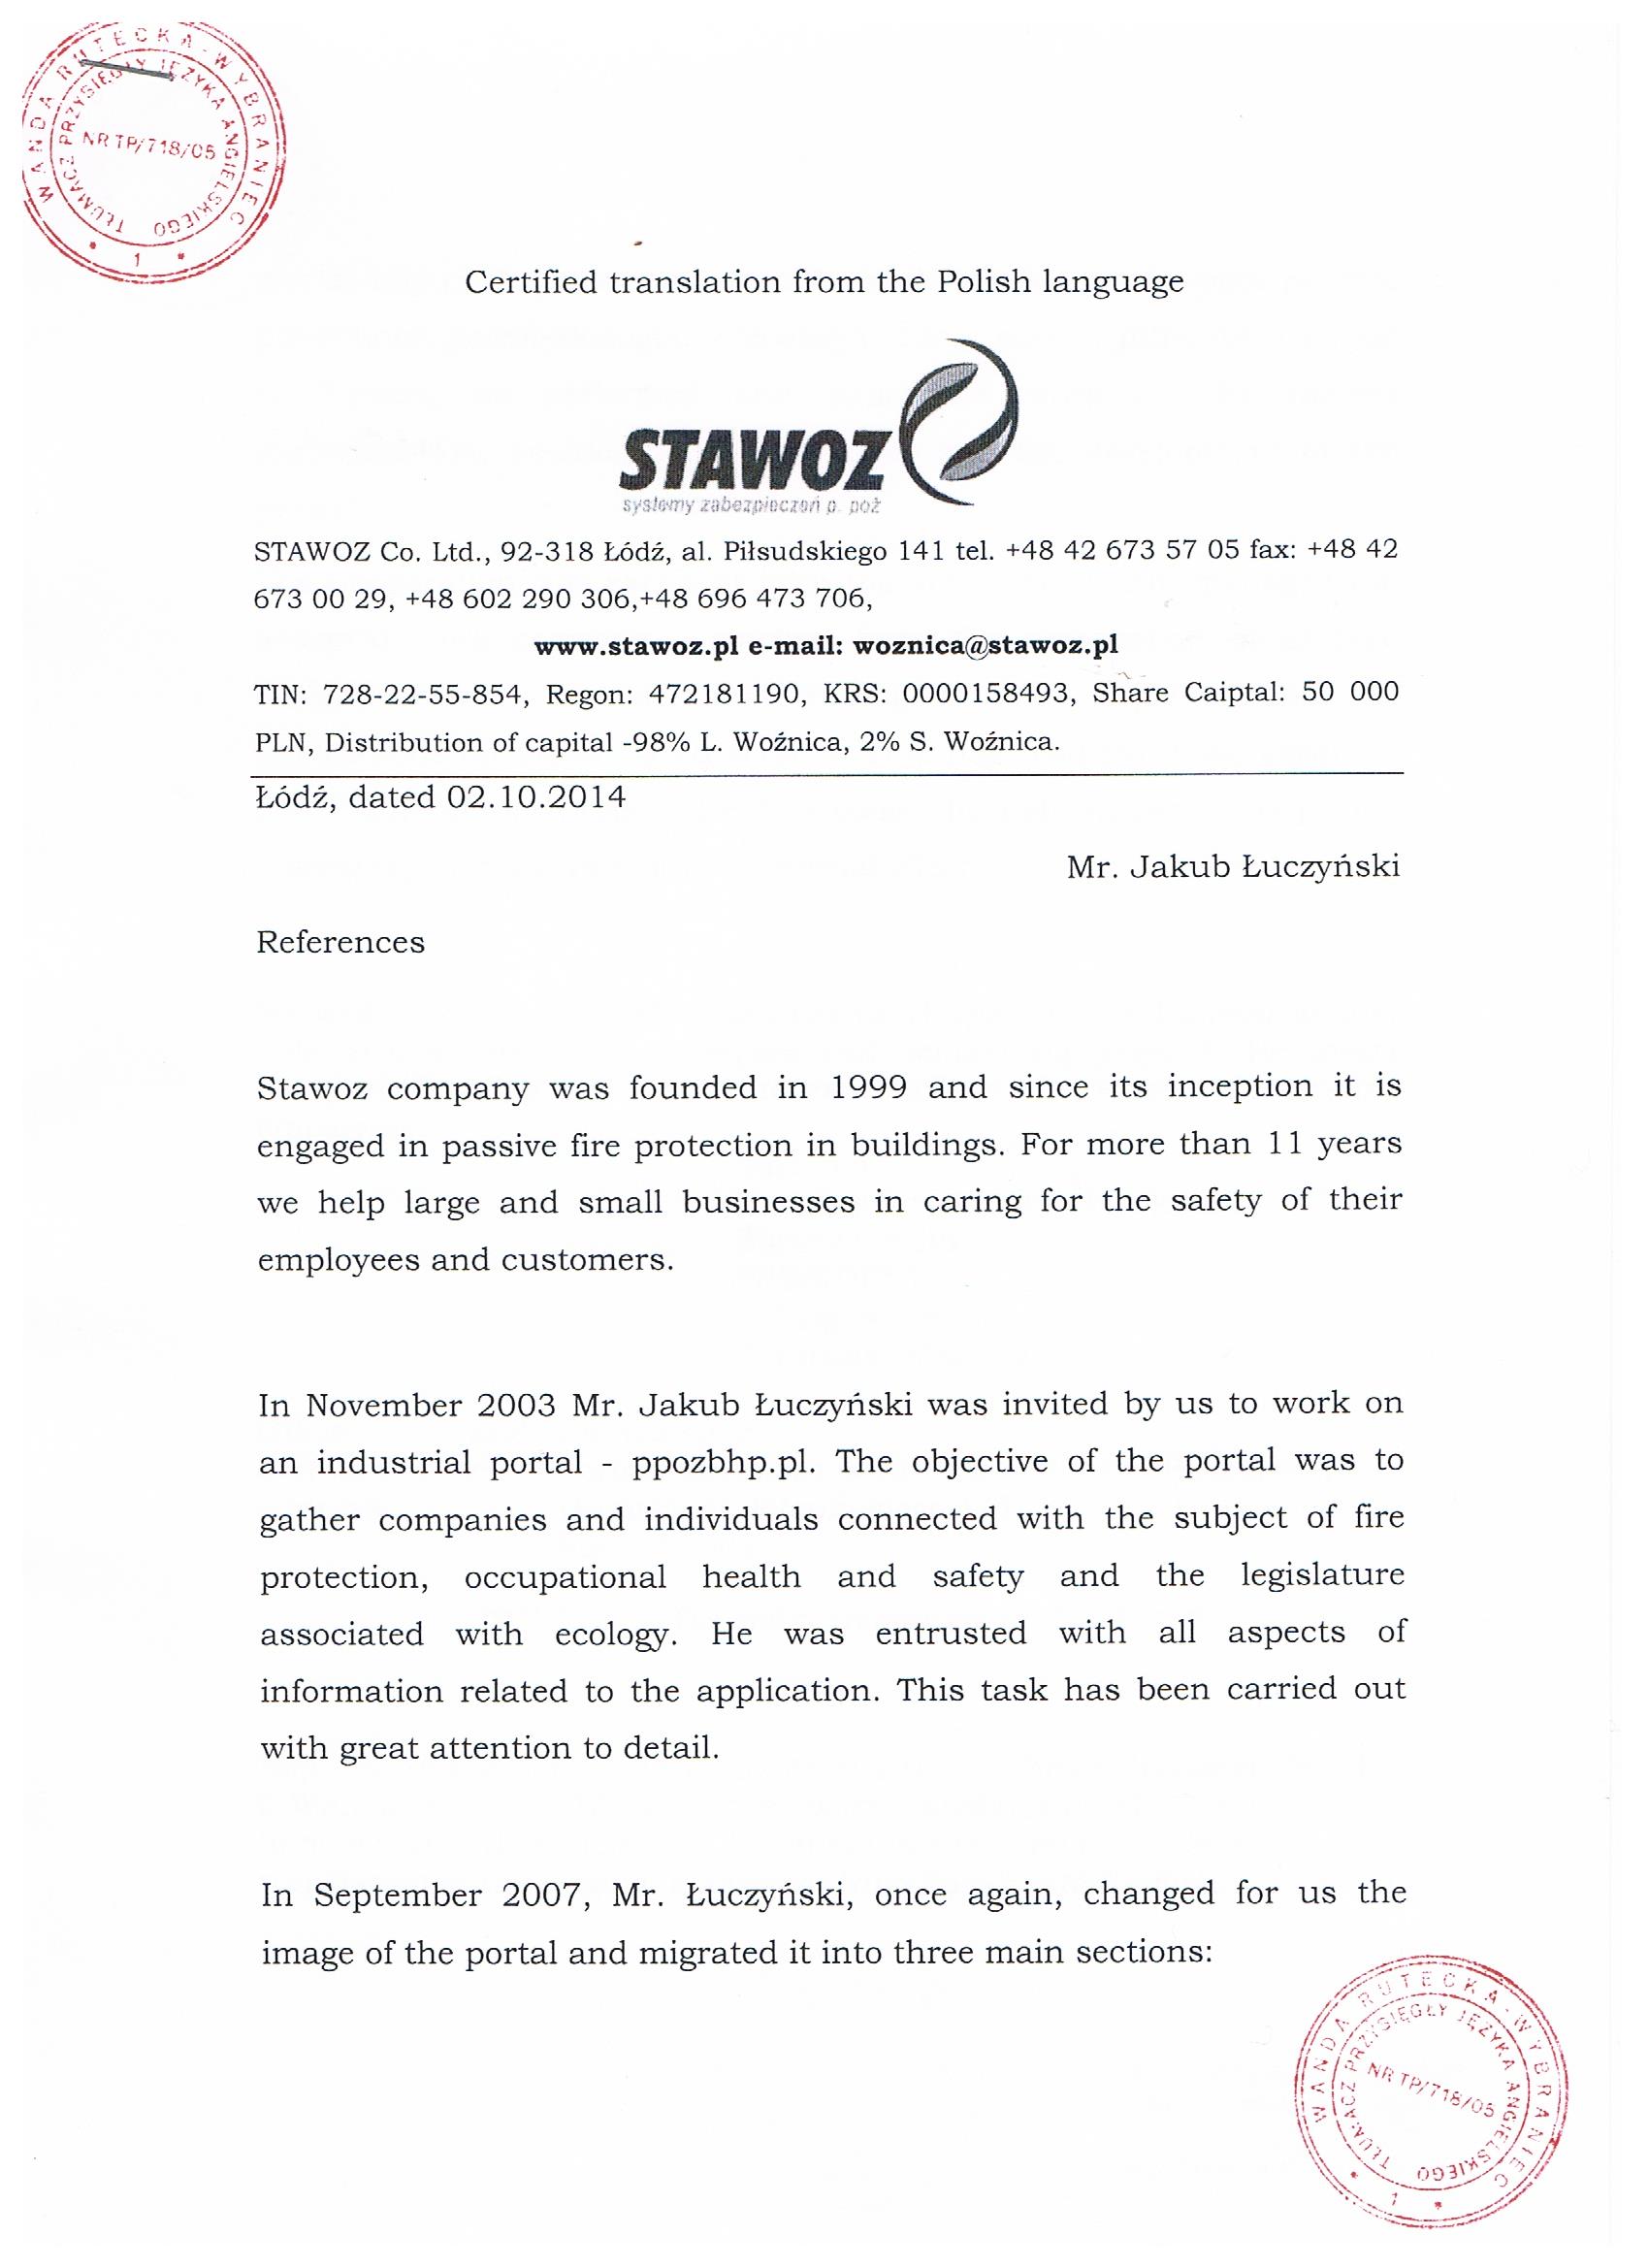 WANDA RUTECKA-WYBRANIEC
TŁUMACZ PRZYSIĘGŁY JĘZYKA ANGIELSKIEGO
NR TP/718/05
1
Certified translation from the Polish language
STAWOZ
systemy zabezpieczeń p. poż
STAWOZ Co. Ltd., 92-318 Łódź, al. Piłsudskiego 141 tel. +48 42 673 57 05 fax: +48 42
673 00 29, +48 602 290 306,+48 696 473 706,
www.stawoz.pl e-mail: woznica@stawoz.pl
TIN: 728-22-55-854, Regon: 472181190, KRS: 0000158493, Share Caiptal: 50 000
PLN, Distribution of capital -98% L. Woźnica, 2% S. Woźnica.
Łódź, dated 02.10.2014
Mr. Jakub Łuczyński
References
Stawoz company was founded in 1999 and since its inception it is
engaged in passive fire protection in buildings. For more than 11 years
we help large and small businesses in caring for the safety of their
employees and customers.
In November 2003 Mr. Jakub Łuczyński was invited by us to work on
an industrial portal - ppozbhp.pl. The objective of the portal was to
gather companies and individuals connected with the subject of fire
protection, occupational health and safety and the legislature
associated with ecology. He was entrusted with all aspects of
information related to the application. This task has been carried out
with great attention to detail.
In September 2007, Mr. Łuczyński, once again, changed for us the
image of the portal and migrated it into three main sections:
WANDA RUTECKA-WYBRANIEC
TŁUMACZ PRZYSIĘGŁY JĘZYKA ANGIELSKIEGO
NR TP/718/05
1